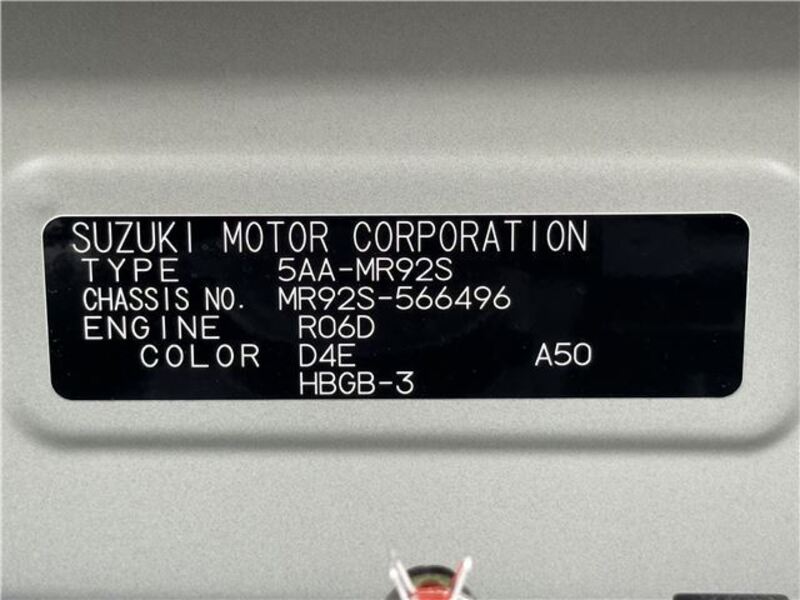 SUZUKI MOTOR CORPORATION
TYPE 5AA-MR92S
CHASSIS NO. MR92S-566496
ENGINE R06D
COLOR D4E A50
HBGB-3